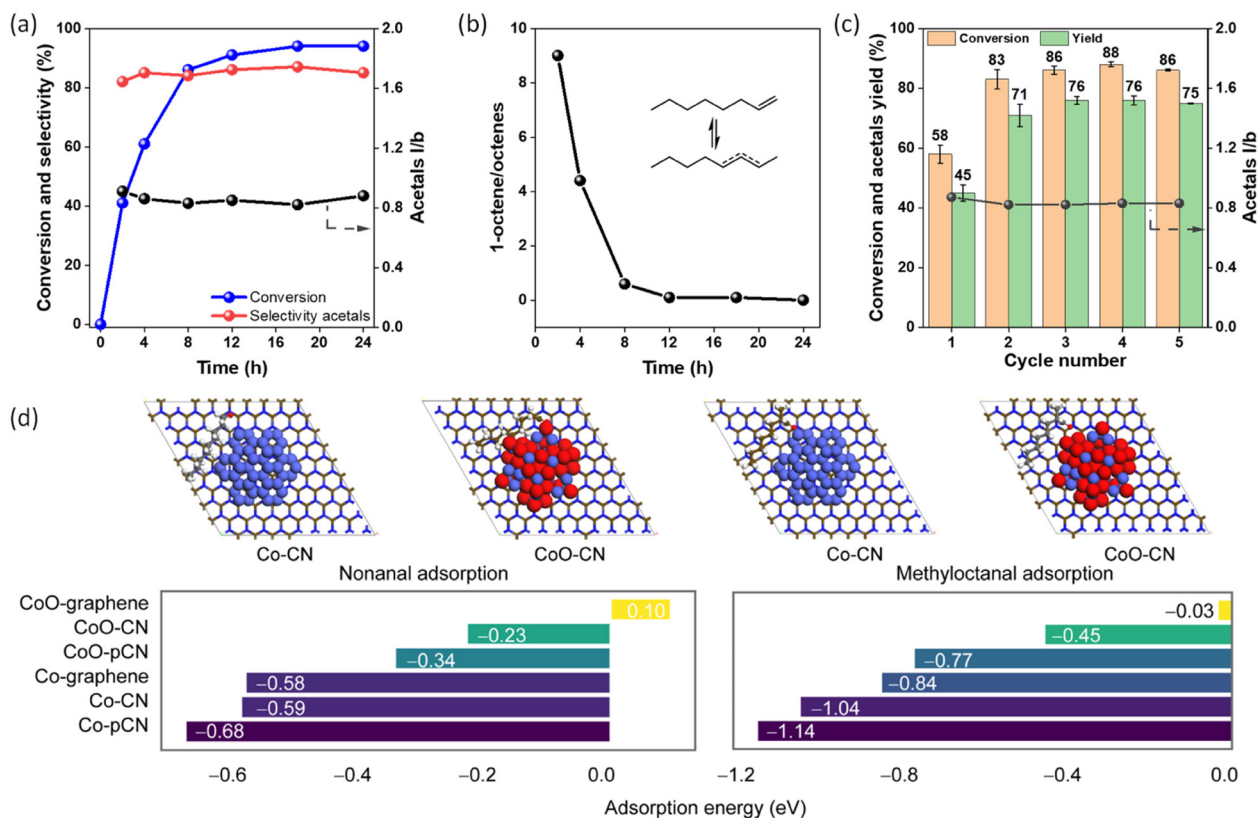 (a)
Conversion and selectivity (%)
100
80
60
40
20
0
2.0
1.6
1.2
0.8
0.4
0.0
Acetals l/b
Conversion
Selectivity acetals
0 4 8 12 16 20 24
Time (h)
(b)
1-octene/octenes
10
8
6
4
2
0
0 4 8 12 16 20 24
Time (h)
(c)
Conversion and acetals yield (%)
100
80
60
40
60
20
0
Conversion Yield
58 45 83 71 86 76 88 76 86 75
2.0
1.6
1.2
0.8
0.4
0.0
Acetals l/b
1 2 3 4 5
Cycle number
(d)
Co-CN CoO-CN Co-CN CoO-CN
Nonanal adsorption Methyloctanal adsorption
CoO-graphene 0.10 −0.03
CoO-CN −0.23 −0.45
CoO-pCN −0.34 −0.77
Co-graphene −0.58 −0.84
Co-CN −0.59 −1.04
Co-pCN −0.68 −1.14
−0.6 −0.4 −0.2 0.0 −1.2 −0.8 −0.4 0.0
Adsorption energy (eV)